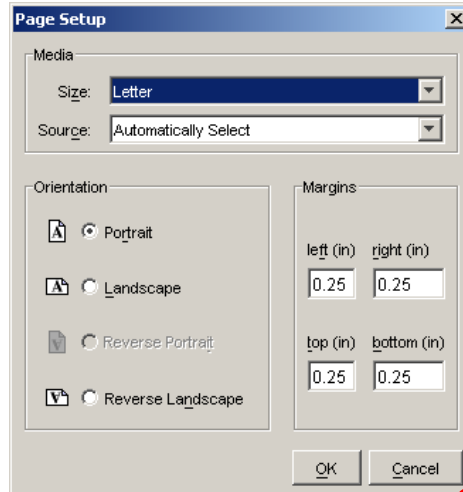 Page Setup
Media
Size: Letter
Source: Automatically Select
Orientation
Portrait
Landscape
Reverse Portrait
Reverse Landscape
Margins
left (in) right (in)
0.25 0.25
top (in) bottom (in)
0.25 0.25
OK Cancel